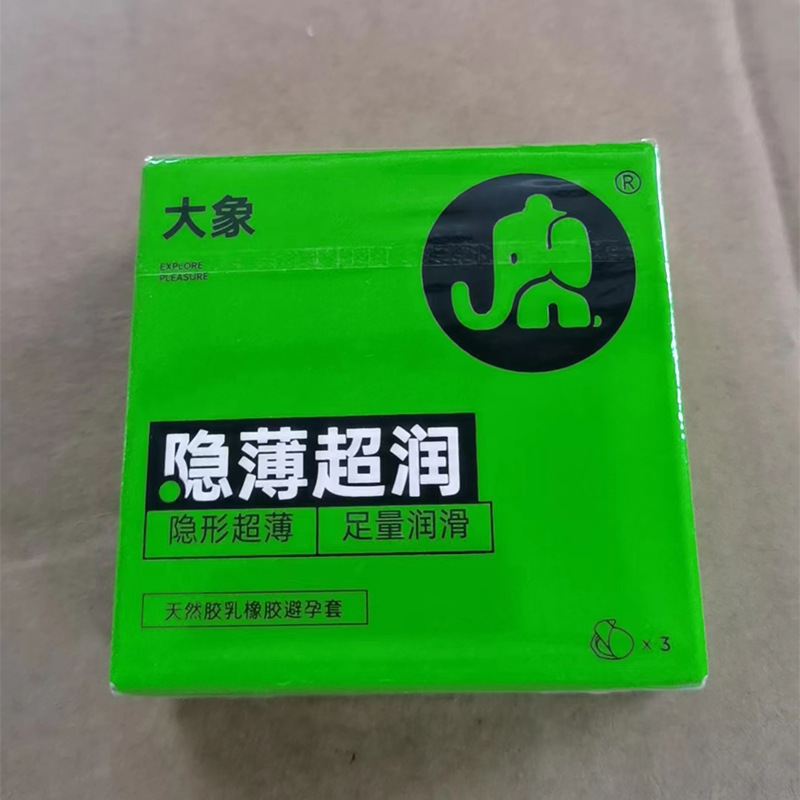 大象
®
EXPLORE
PLEASURE
隐薄超润
隐形超薄 足量润滑
天然胶乳橡胶避孕套
x 3